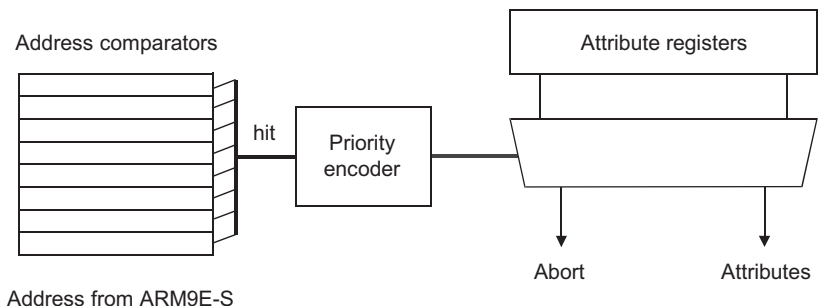 Address comparators
Attribute registers
hit
Priority
encoder
Abort
Attributes
Address from ARM9E-S